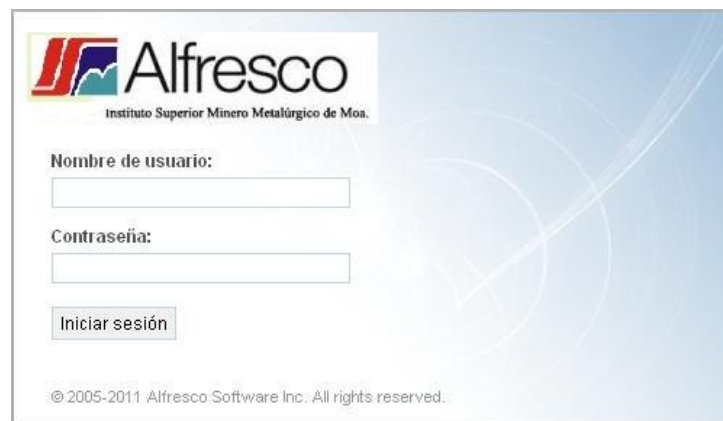 Alfresco
Instituto Superior Minero Metalúrgico de Moa.
Nombre de usuario:
Contraseña:
Iniciar sesión
© 2005-2011 Alfresco Software Inc. All rights reserved.